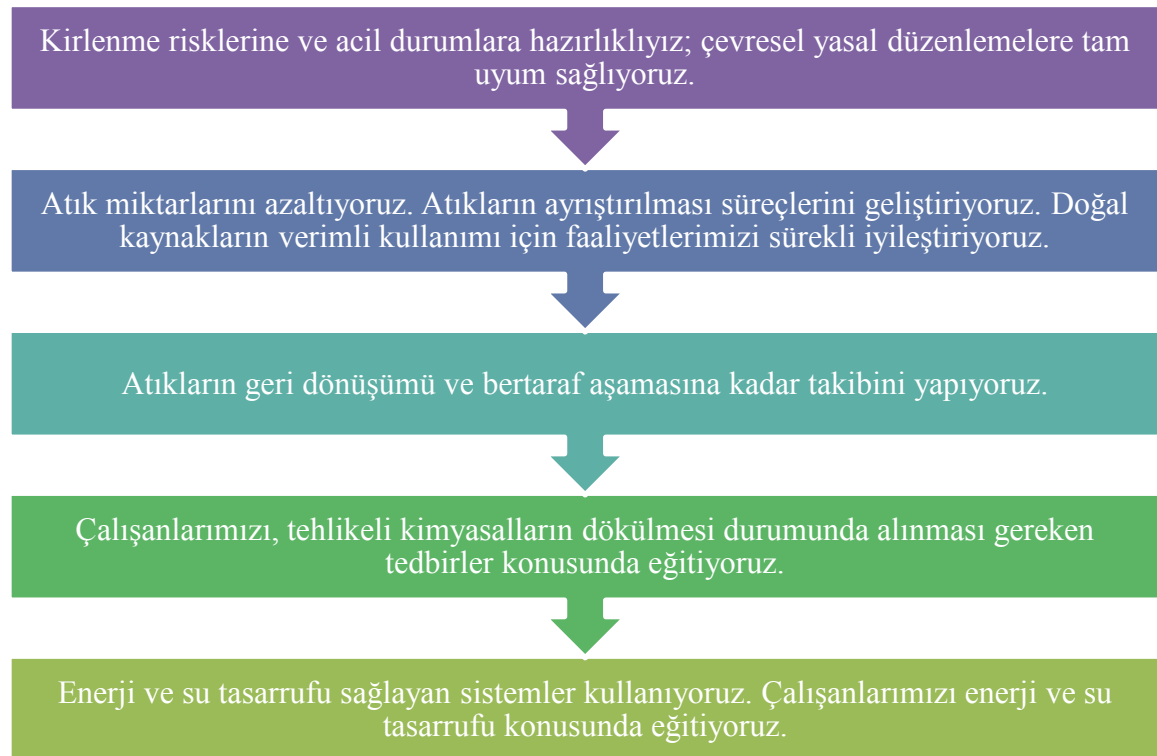 Kirlenme risklerine ve acil durumlara hazırlıklıyız; çevresel yasal düzenlemelere tam
uyum sağlıyoruz.
Atık miktarlarını azaltıyoruz. Atıkların ayrıştırılması süreçlerini geliştiriyoruz. Doğal
kaynakların verimli kullanımı için faaliyetlerimizi sürekli iyileştiriyoruz.
Atıkların geri dönüşümü ve bertaraf aşamasına kadar takibini yapıyoruz.
Çalışanlarımızı, tehlikeli kimyasalların dökülmesi durumunda alınması gereken
tedbirler konusunda eğitiyoruz.
Enerji ve su tasarrufu sağlayan sistemler kullanıyoruz. Çalışanlarımızı enerji ve su
tasarrufu konusunda eğitiyoruz.